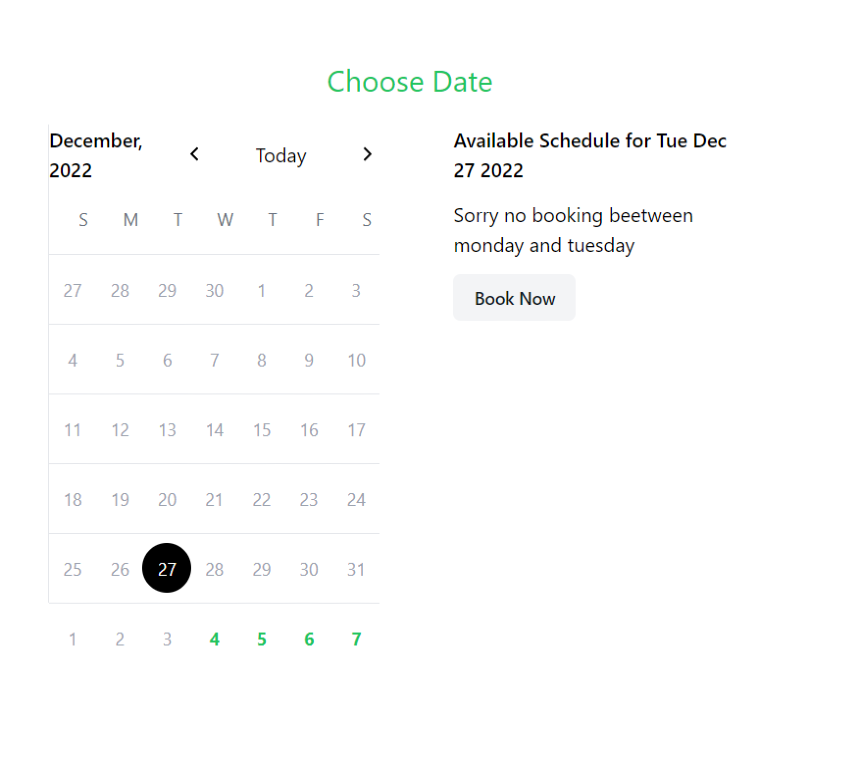 Choose Date
December,
2022
Today
S M T W T F S
27 28 29 30 1 2 3
4 5 6 7 8 9 10
11 12 13 14 15 16 17
18 19 20 21 22 23 24
25 26 27 28 29 30 31
1 2 3 4 5 6 7
Available Schedule for Tue Dec
27 2022
Sorry no booking beetween
monday and tuesday
Book Now